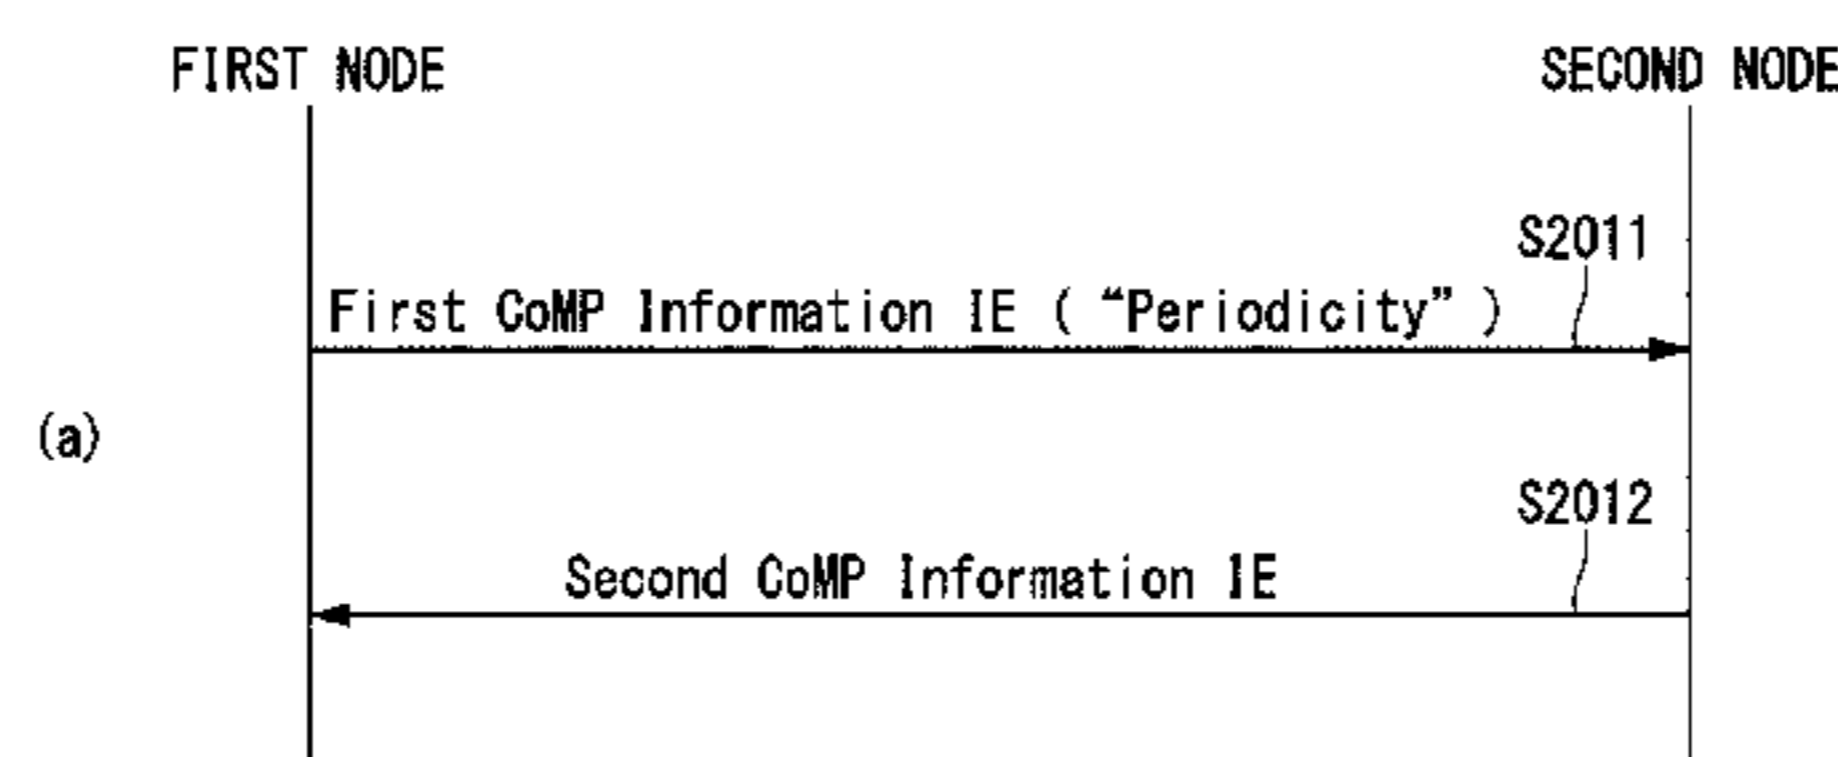 FIRST NODE SECOND NODE
S2011
First CoMP Information IE ( “Periodicity” )
(a)
S2012
Second CoMP Information IE